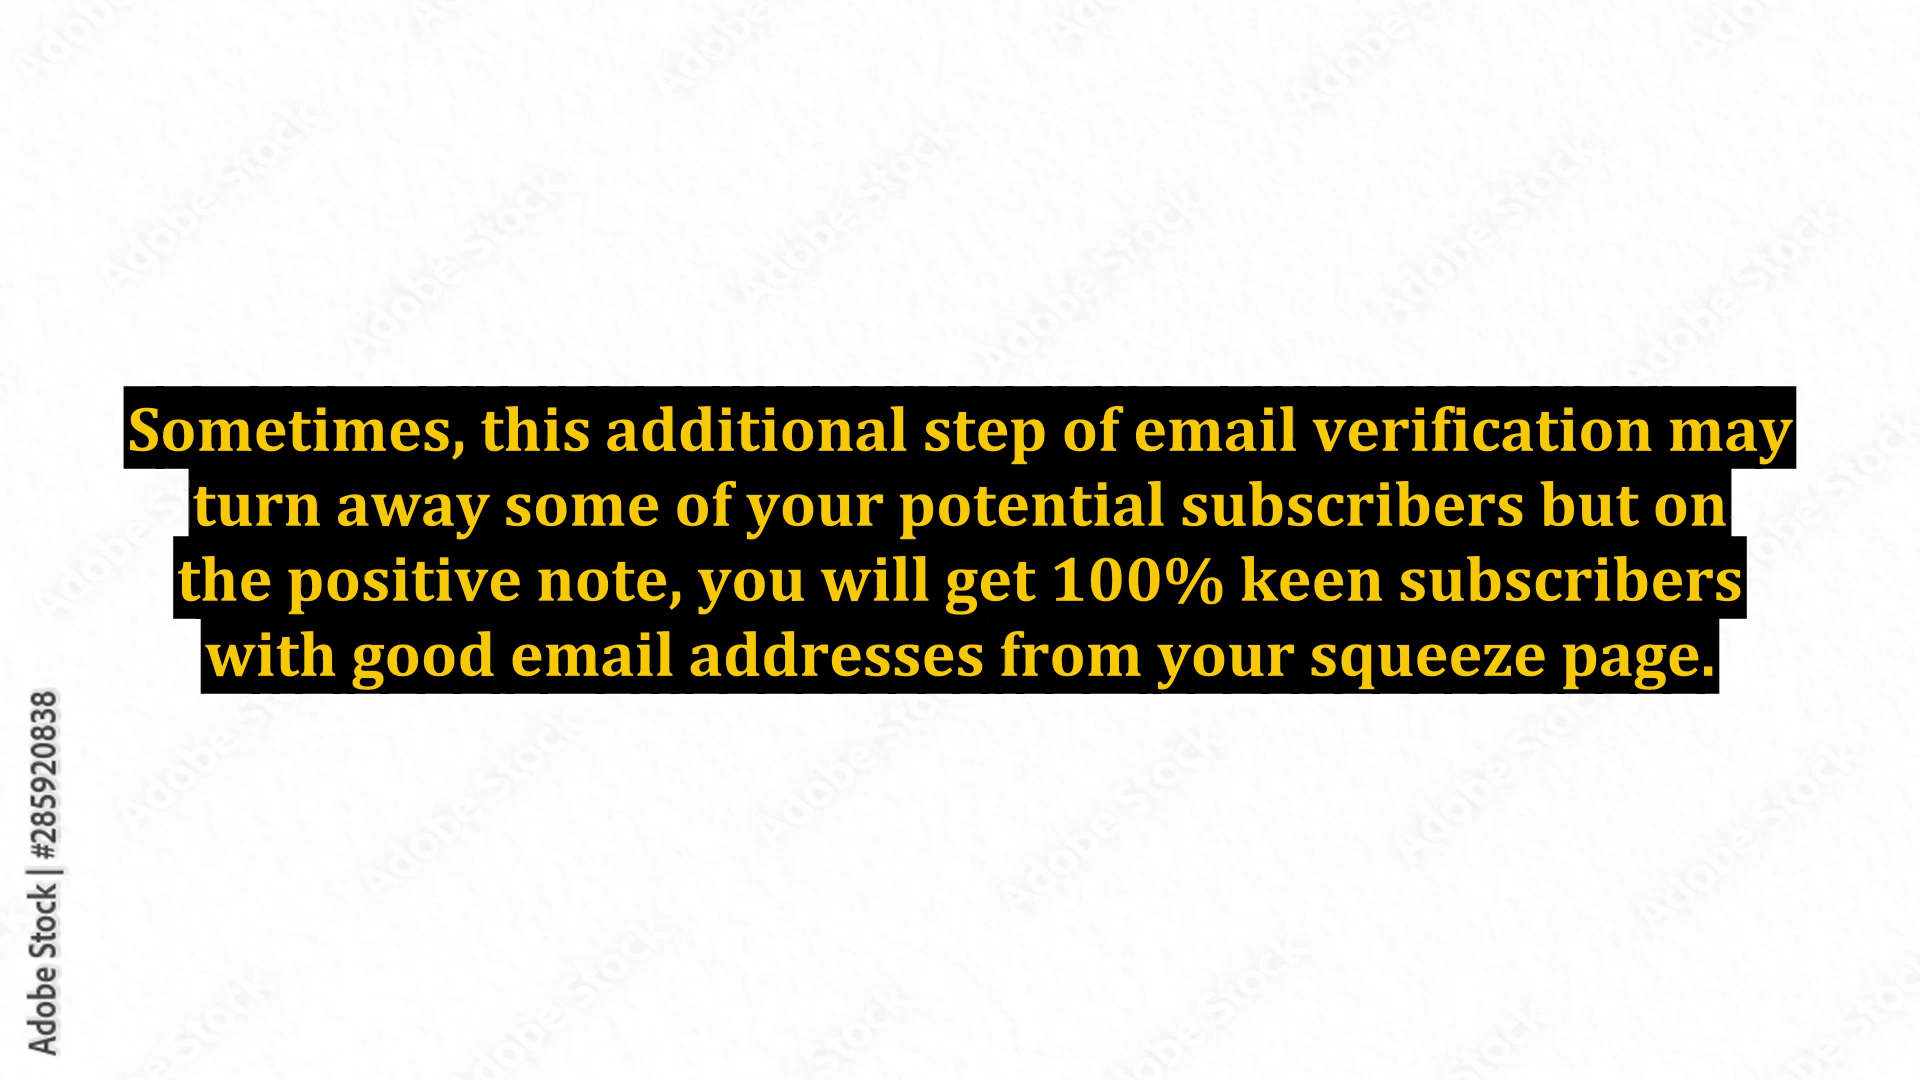 Sometimes, this additional step of email verification may
turn away some of your potential subscribers but on
the positive note, you will get 100% keen subscribers
with good email addresses from your squeeze page.
Adobe Stock | #285920838